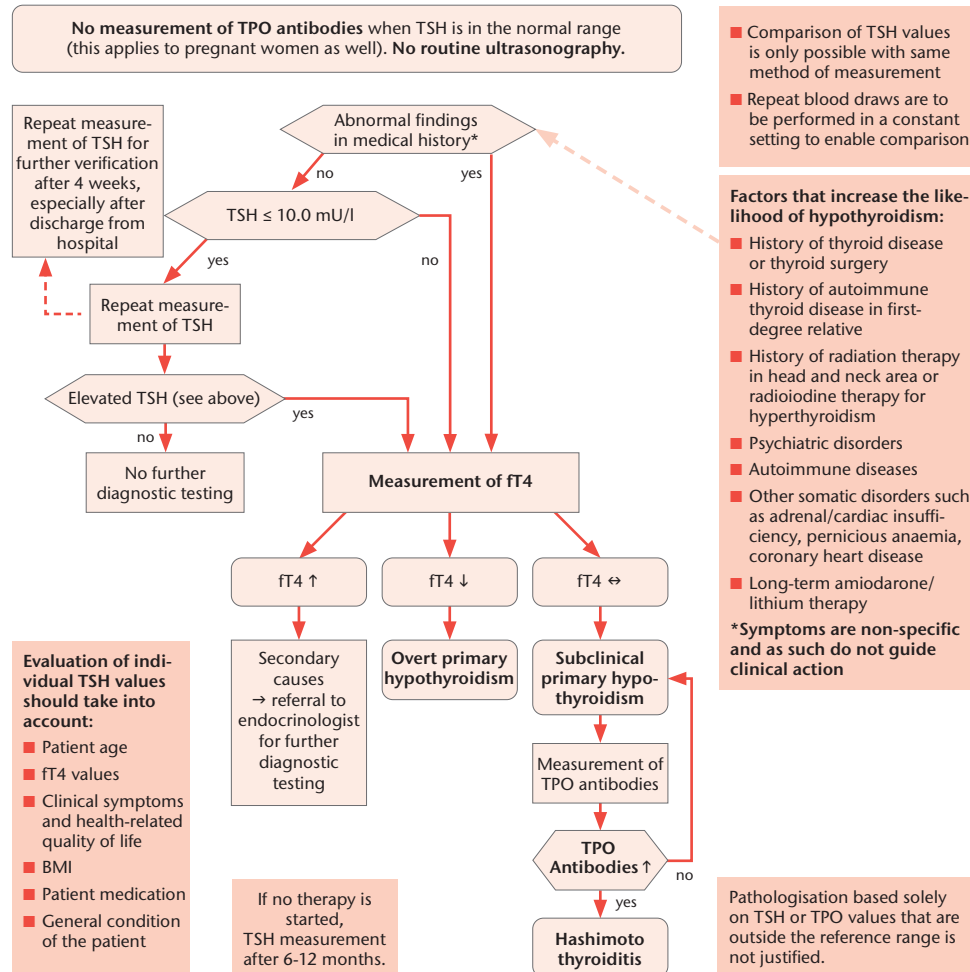 No measurement of TPO antibodies when TSH is in the normal range
(this applies to pregnant women as well). No routine ultrasonography.
Comparison of TSH values
is only possible with same
method of measurement
Repeat blood draws are to
be performed in a constant
setting to enable comparison
Repeat measure-
ment of TSH for
further verification
after 4 weeks,
especially after
discharge from
hospital
Abnormal findings
in medical history*
no
yes
TSH ≤ 10.0 mU/l
yes
no
Repeat measure-
ment of TSH
Elevated TSH (see above)
yes
no
No further
diagnostic testing
Measurement of fT4
Factors that increase the like-
lihood of hypothyroidism:
History of thyroid disease
or thyroid surgery
History of autoimmune
thyroid disease in first-
degree relative
History of radiation therapy
in head and neck area or
radioiodine therapy for
hyperthyroidism
Psychiatric disorders
Autoimmune diseases
Other somatic disorders such
as adrenal/cardiac insuffi-
ciency, pernicious anaemia,
coronary heart disease
Long-term amiodarone/
lithium therapy
*Symptoms are non-specific
and as such do not guide
clinical action
fT4 ↑
fT4 ↓
fT4 ↔
Secondary
causes
→ referral to
endocrinologist
for further
diagnostic
testing
Overt primary
hypothyroidism
Subclinical
primary hypo-
thyroidism
Measurement of
TPO antibodies
TPO
Antibodies ↑
no
yes
Hashimoto
thyroiditis
Evaluation of indi-
vidual TSH values
should take into
account:
Patient age
fT4 values
Clinical symptoms
and health-related
quality of life
BMI
Patient medication
General condition
of the patient
If no therapy is
started,
TSH measurement
after 6-12 months.
Pathologisation based solely
on TSH or TPO values that are
outside the reference range is
not justified.